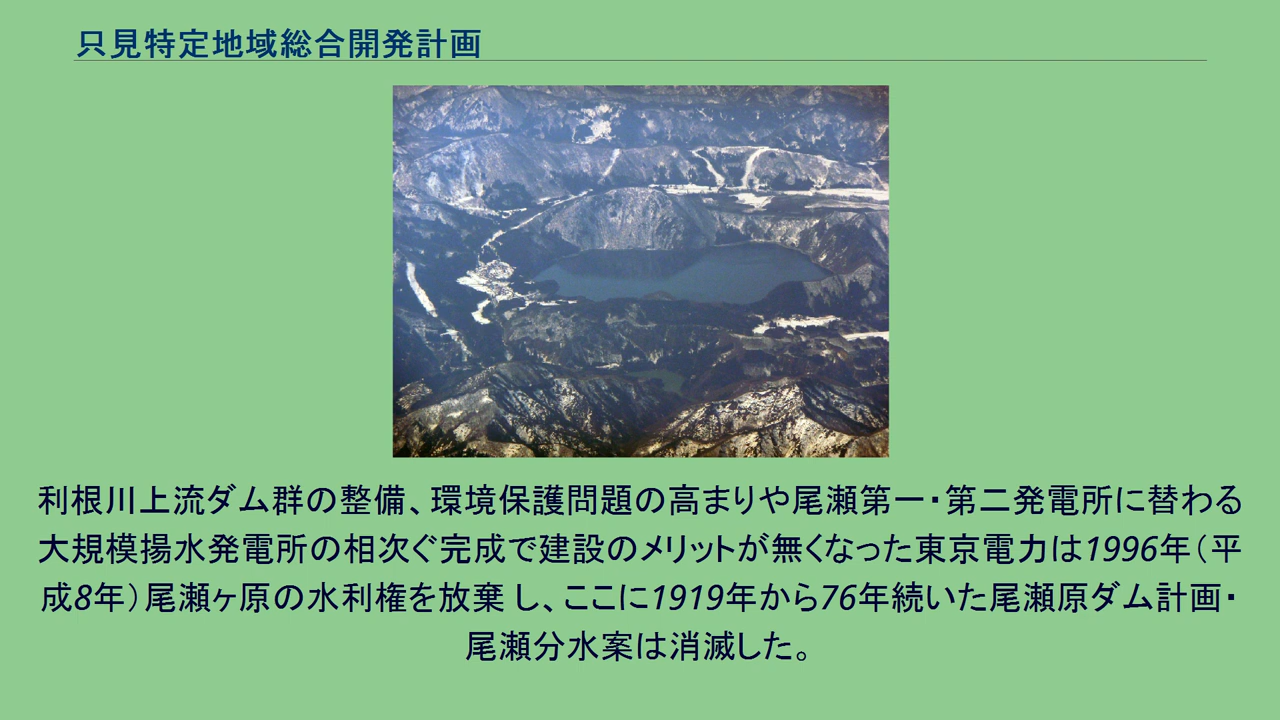 只見特定地域総合開発計画
利根川上流ダム群の整備、環境保護問題の高まりや尾瀬第一・第二発電所に替わる
大規模揚水発電所の相次ぐ完成で建設のメリットが無くなった東京電力は1996年（平
成8年）尾瀬ヶ原の水利権を放棄 し、ここに1919年から76年続いた尾瀬原ダム計画・
尾瀬分水案は消滅した。